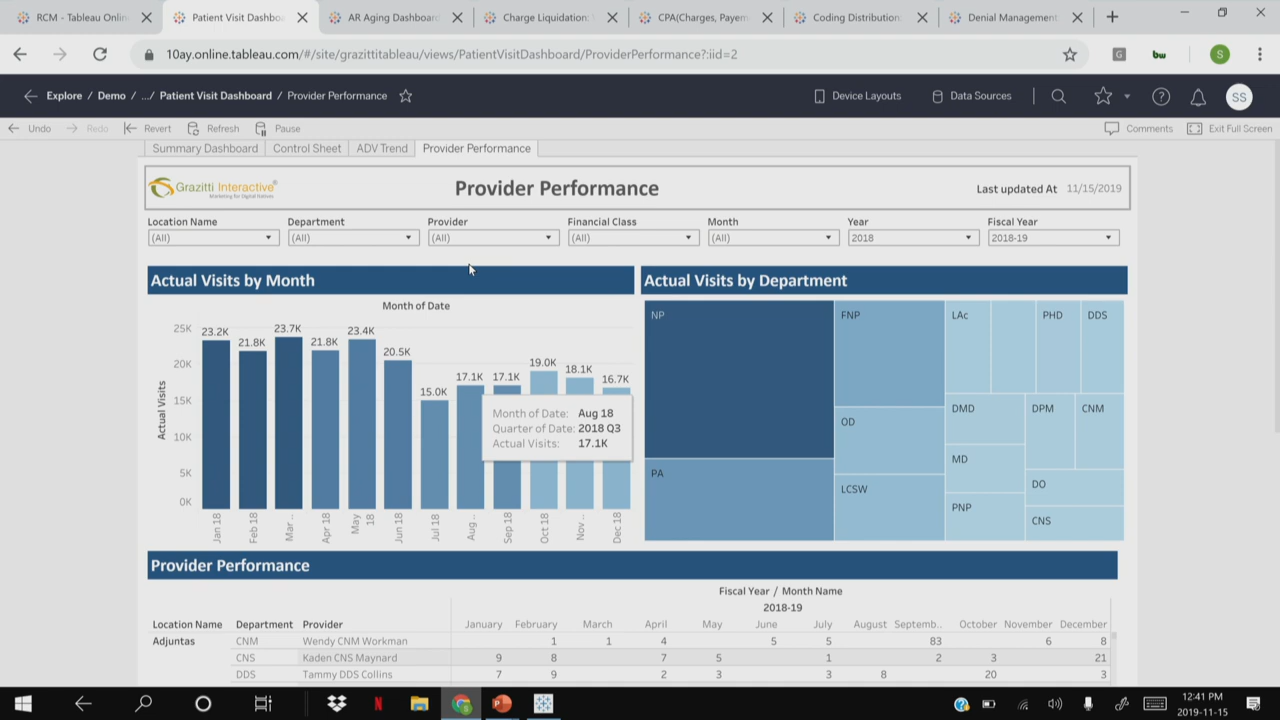 RCM - Tableau Onlin
Patient Visit Dashbo
AR Aging Dashboard
Charge Liquidation:
CPA(Charges, Payem
Coding Distribution
Denial Management
10ay.online.tableau.com/#/site/grazittitableau/views/PatientVisitDashboard/ProviderPerformance?:iid=2
G
bw
S
Explore / Demo / .../ Patient Visit Dashboard / Provider Performance
Device Layouts
Data Sources
SS
Undo
Redo
Revert
Refresh
Pause
Comments
Exit Full Screen
Summary Dashboard
Control Sheet
ADV Trend
Provider Performance
Grazitti Interactive®
Marketing for Digital Natives
Provider Performance
Last updated At 11/15/2019
Location Name Department Provider Financial Class Month Year Fiscal Year
(All) (All) (All) (All) (All) 2018 2018-19
Actual Visits by Month
Month of Date
Actual Visits
25K
20K
15K
10K
5K
0K
23.2K 21.8K 23.7K 21.8K 23.4K 20.5K 15.0K 17.1K 17.1K 19.0K 18.1K 16.7K
Month of Date: Aug 18
Quarter of Date: 2018 Q3
Actual Visits: 17.1K
Jan 18
Feb 18
Mar ..
Apr 18
May 18
Jun 18
Jul 18
Aug ..
Sep 18
Oct 18
Nov ..
Dec 18
Actual Visits by Department
NP
PA
FNP
OD
LCSW
LAc
PHD
DDS
DMD
MD
PNP
DPM
CNM
DO
CNS
Provider Performance
Fiscal Year / Month Name
2018-19
Location Name Department Provider January February March April May June July August Septemb.. October November December
Adjuntas CNM Wendy CNM Workman 1 1 4 5 5 83 6 8
CNS Kaden CNS Maynard 9 8 7 5 1 2 3 21
DDS Tammy DDS Collins 7 9 2 3 3 8 20 3
12:41 PM
2019-11-15